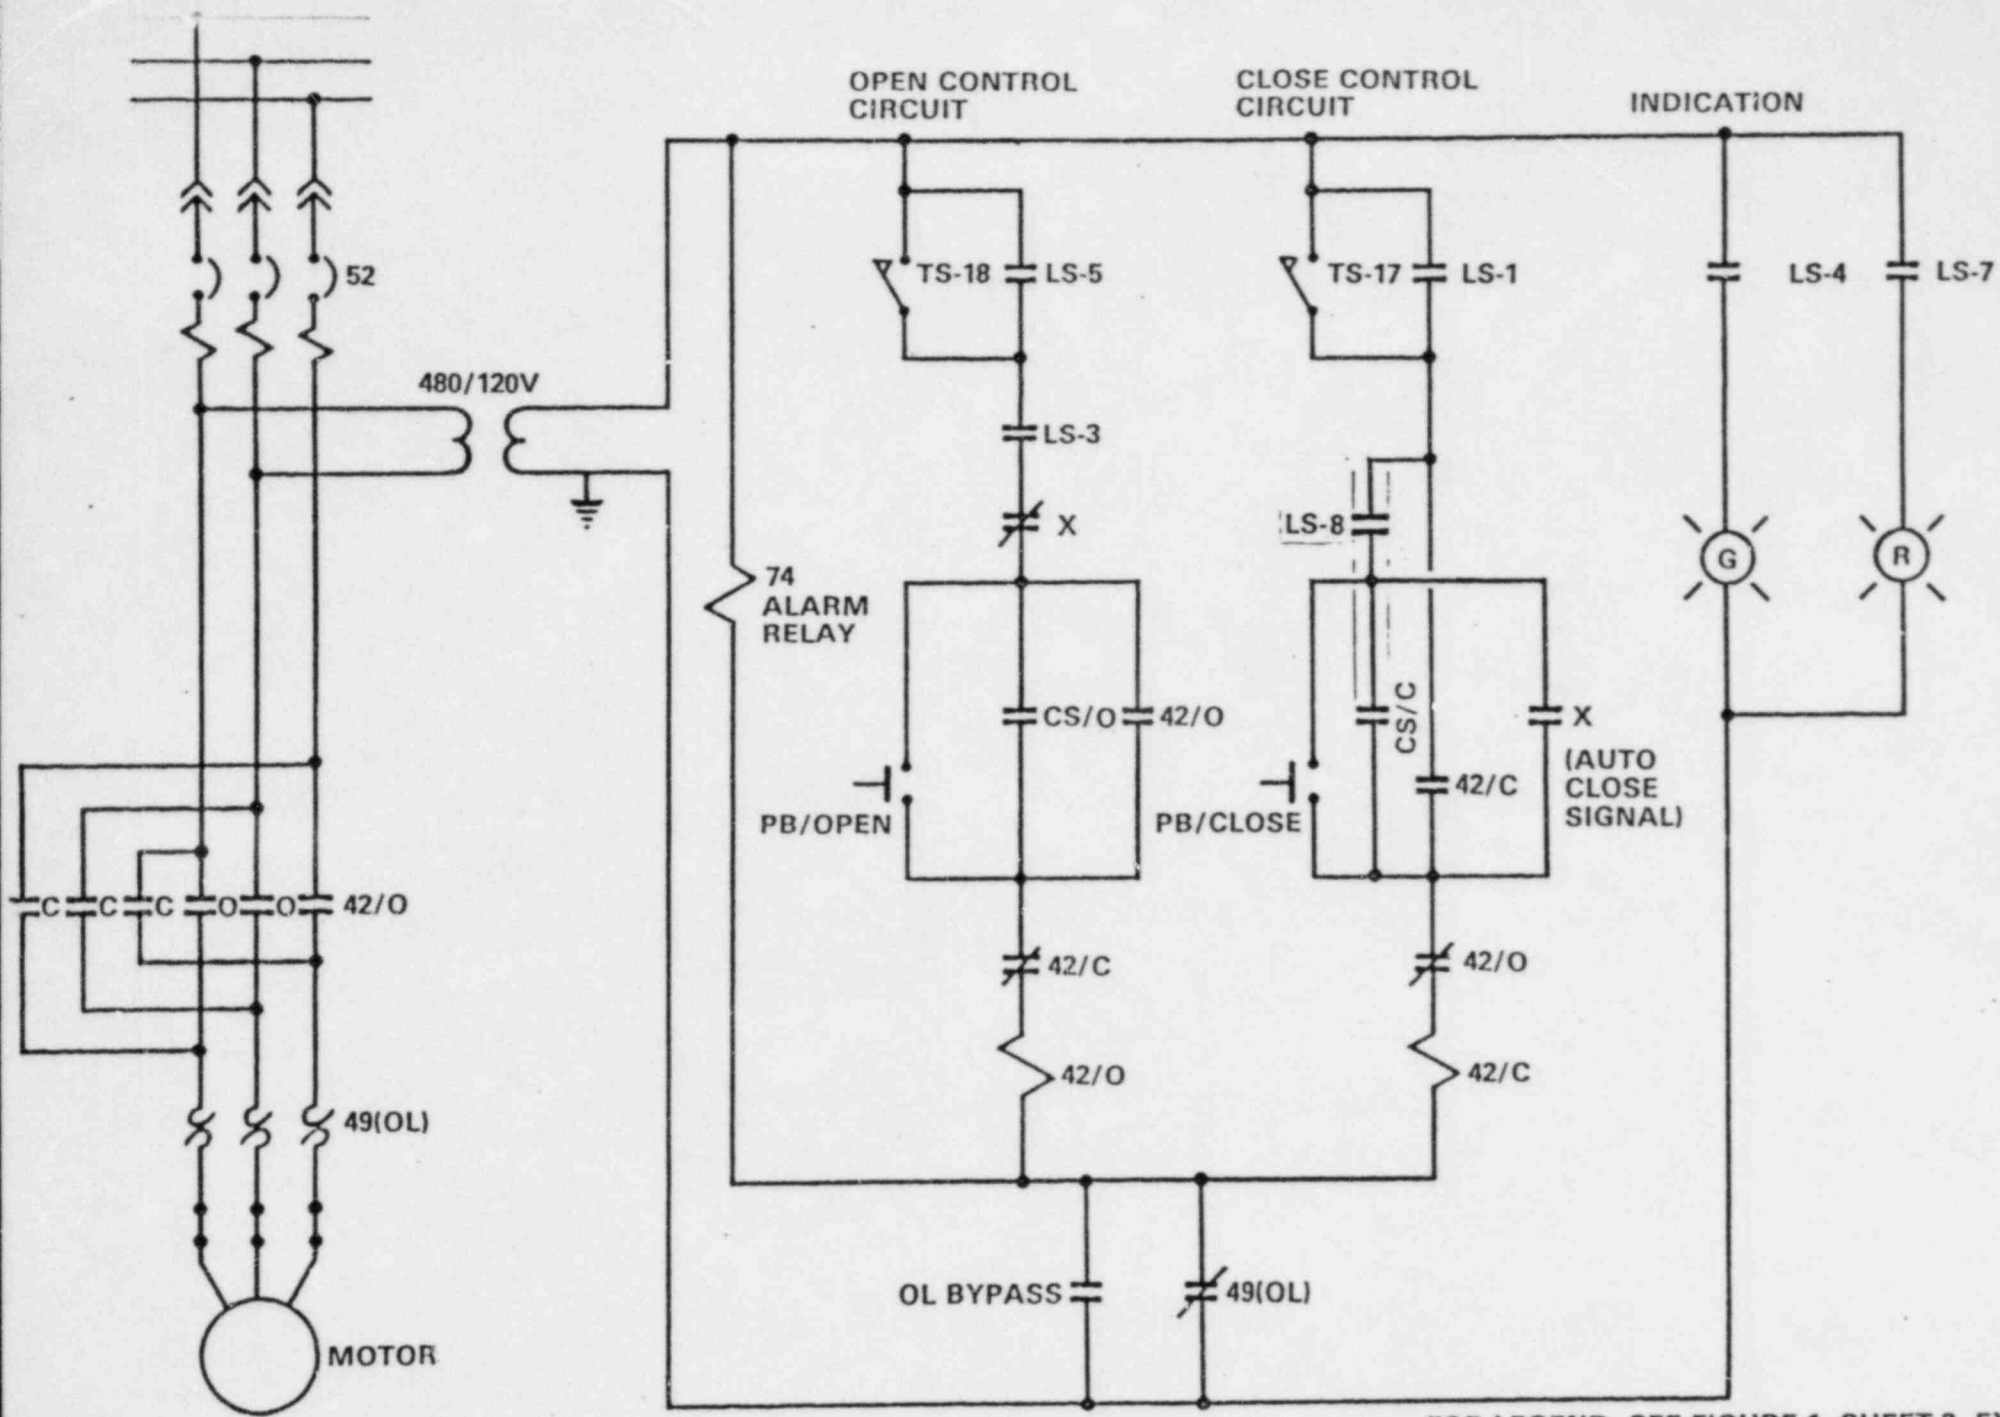 OPEN CONTROL
CIRCUIT
CLOSE CONTROL
CIRCUIT
INDICATION
52
TS-18
LS-5
TS-17
LS-1
LS-4
LS-7
480/120V
LS-3
X
LS-8
G
R
74
ALARM
RELAY
CS/O
42/O
CS/C
X
(AUTO
CLOSE
SIGNAL)
42/C
PB/OPEN
PB/CLOSE
C
C
C
O
O
42/O
42/C
42/O
42/O
42/C
49(OL)
OL BYPASS
49(OL)
MOTOR